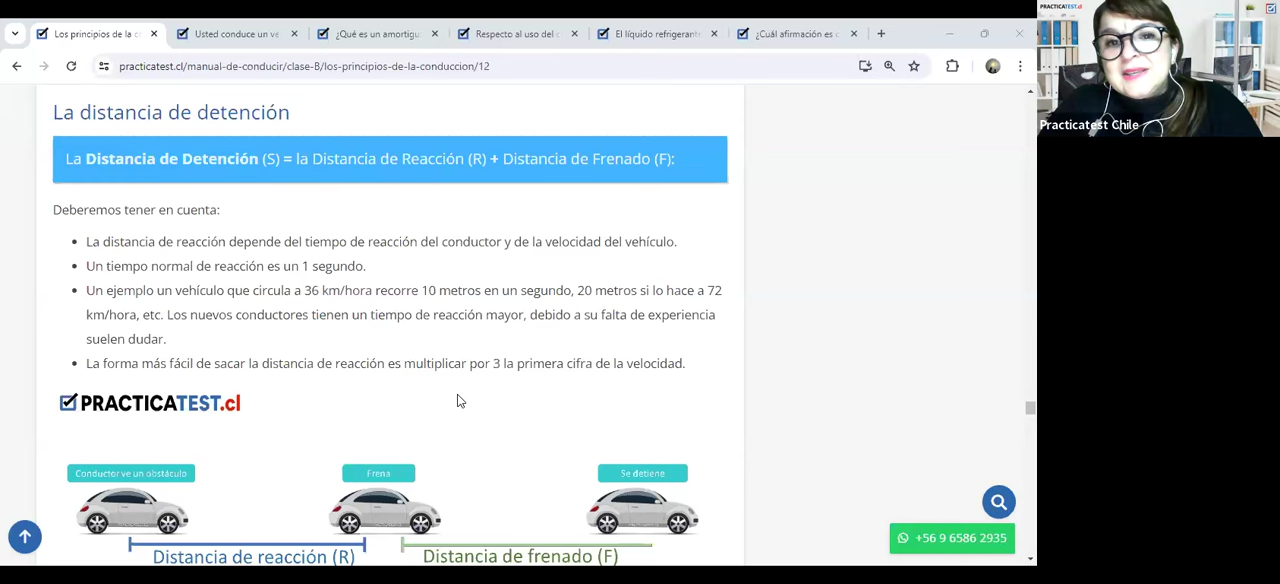 Los principios de la c
Usted conduce un ve
¿Qué es un amortigu
Respecto al uso del c
El líquido refrigerante
¿Cuál afirmación es c
practicatest.cl/manual-de-conducir/clase-B/los-principios-de-la-conduccion/12
PRACTICATEST.cl
Practicatest Chile
La distancia de detención
La Distancia de Detención (S) = la Distancia de Reacción (R) + Distancia de Frenado (F):
Deberemos tener en cuenta:
La distancia de reacción depende del tiempo de reacción del conductor y de la velocidad del vehículo.
Un tiempo normal de reacción es un 1 segundo.
Un ejemplo un vehículo que circula a 36 km/hora recorre 10 metros en un segundo, 20 metros si lo hace a 72
km/hora, etc. Los nuevos conductores tienen un tiempo de reacción mayor, debido a su falta de experiencia
suelen dudar.
La forma más fácil de sacar la distancia de reacción es multiplicar por 3 la primera cifra de la velocidad.
PRACTICATEST.cl
Conductor ve un obstáculo
Frena
Se detiene
+56 9 6586 2935
Distancia de reacción (R)
Distancia de frenado (F)